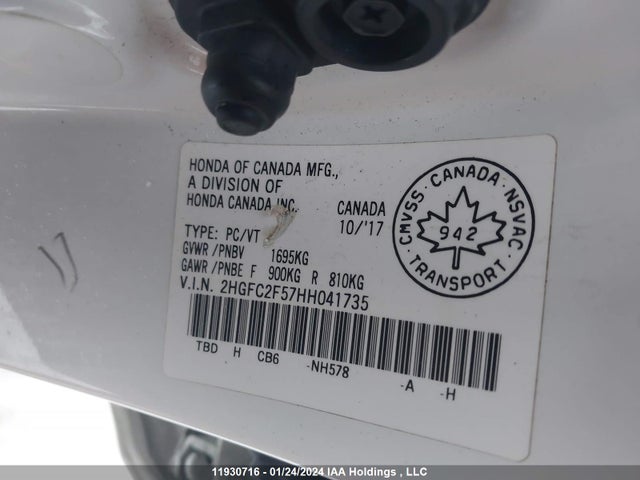 HONDA OF CANADA MFG.,
A DIVISION OF
HONDA CANADA INC.
CANADA
10/'17
TYPE: PC/VT
GVWR /PNBV 1695KG
GAWR /PNBE F 900KG R 810KG
V.I.N. 2HGFC2F57HH041735
TBD H CB6 -NH578 -A -H
CMVSS · CANADA · NSVAC ·
942
TRANSPORT
11930716 - 01/24/2024 IAA Holdings , LLC